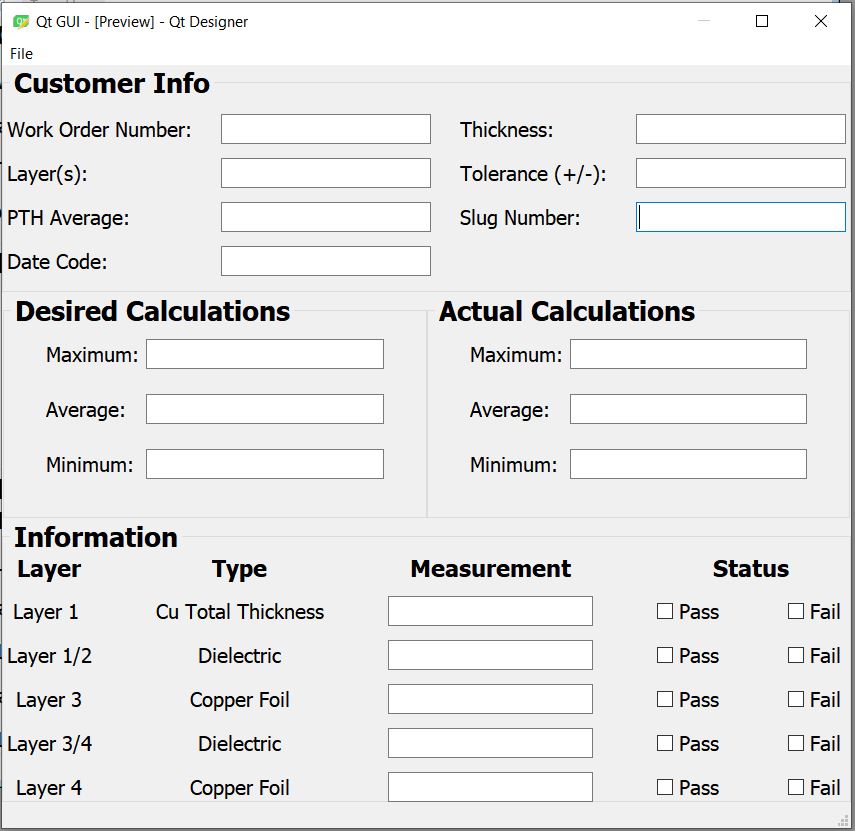 Qt GUI - [Preview] - Qt Designer
File
Customer Info
Work Order Number: Thickness:
Layer(s): Tolerance (+/-):
PTH Average: Slug Number:
Date Code:
Desired Calculations Actual Calculations
Maximum: Maximum:
Average: Average:
Minimum: Minimum:
Information
Layer Type Measurement Status
Layer 1 Cu Total Thickness Pass Fail
Layer 1/2 Dielectric Pass Fail
Layer 3 Copper Foil Pass Fail
Layer 3/4 Dielectric Pass Fail
Layer 4 Copper Foil Pass Fail